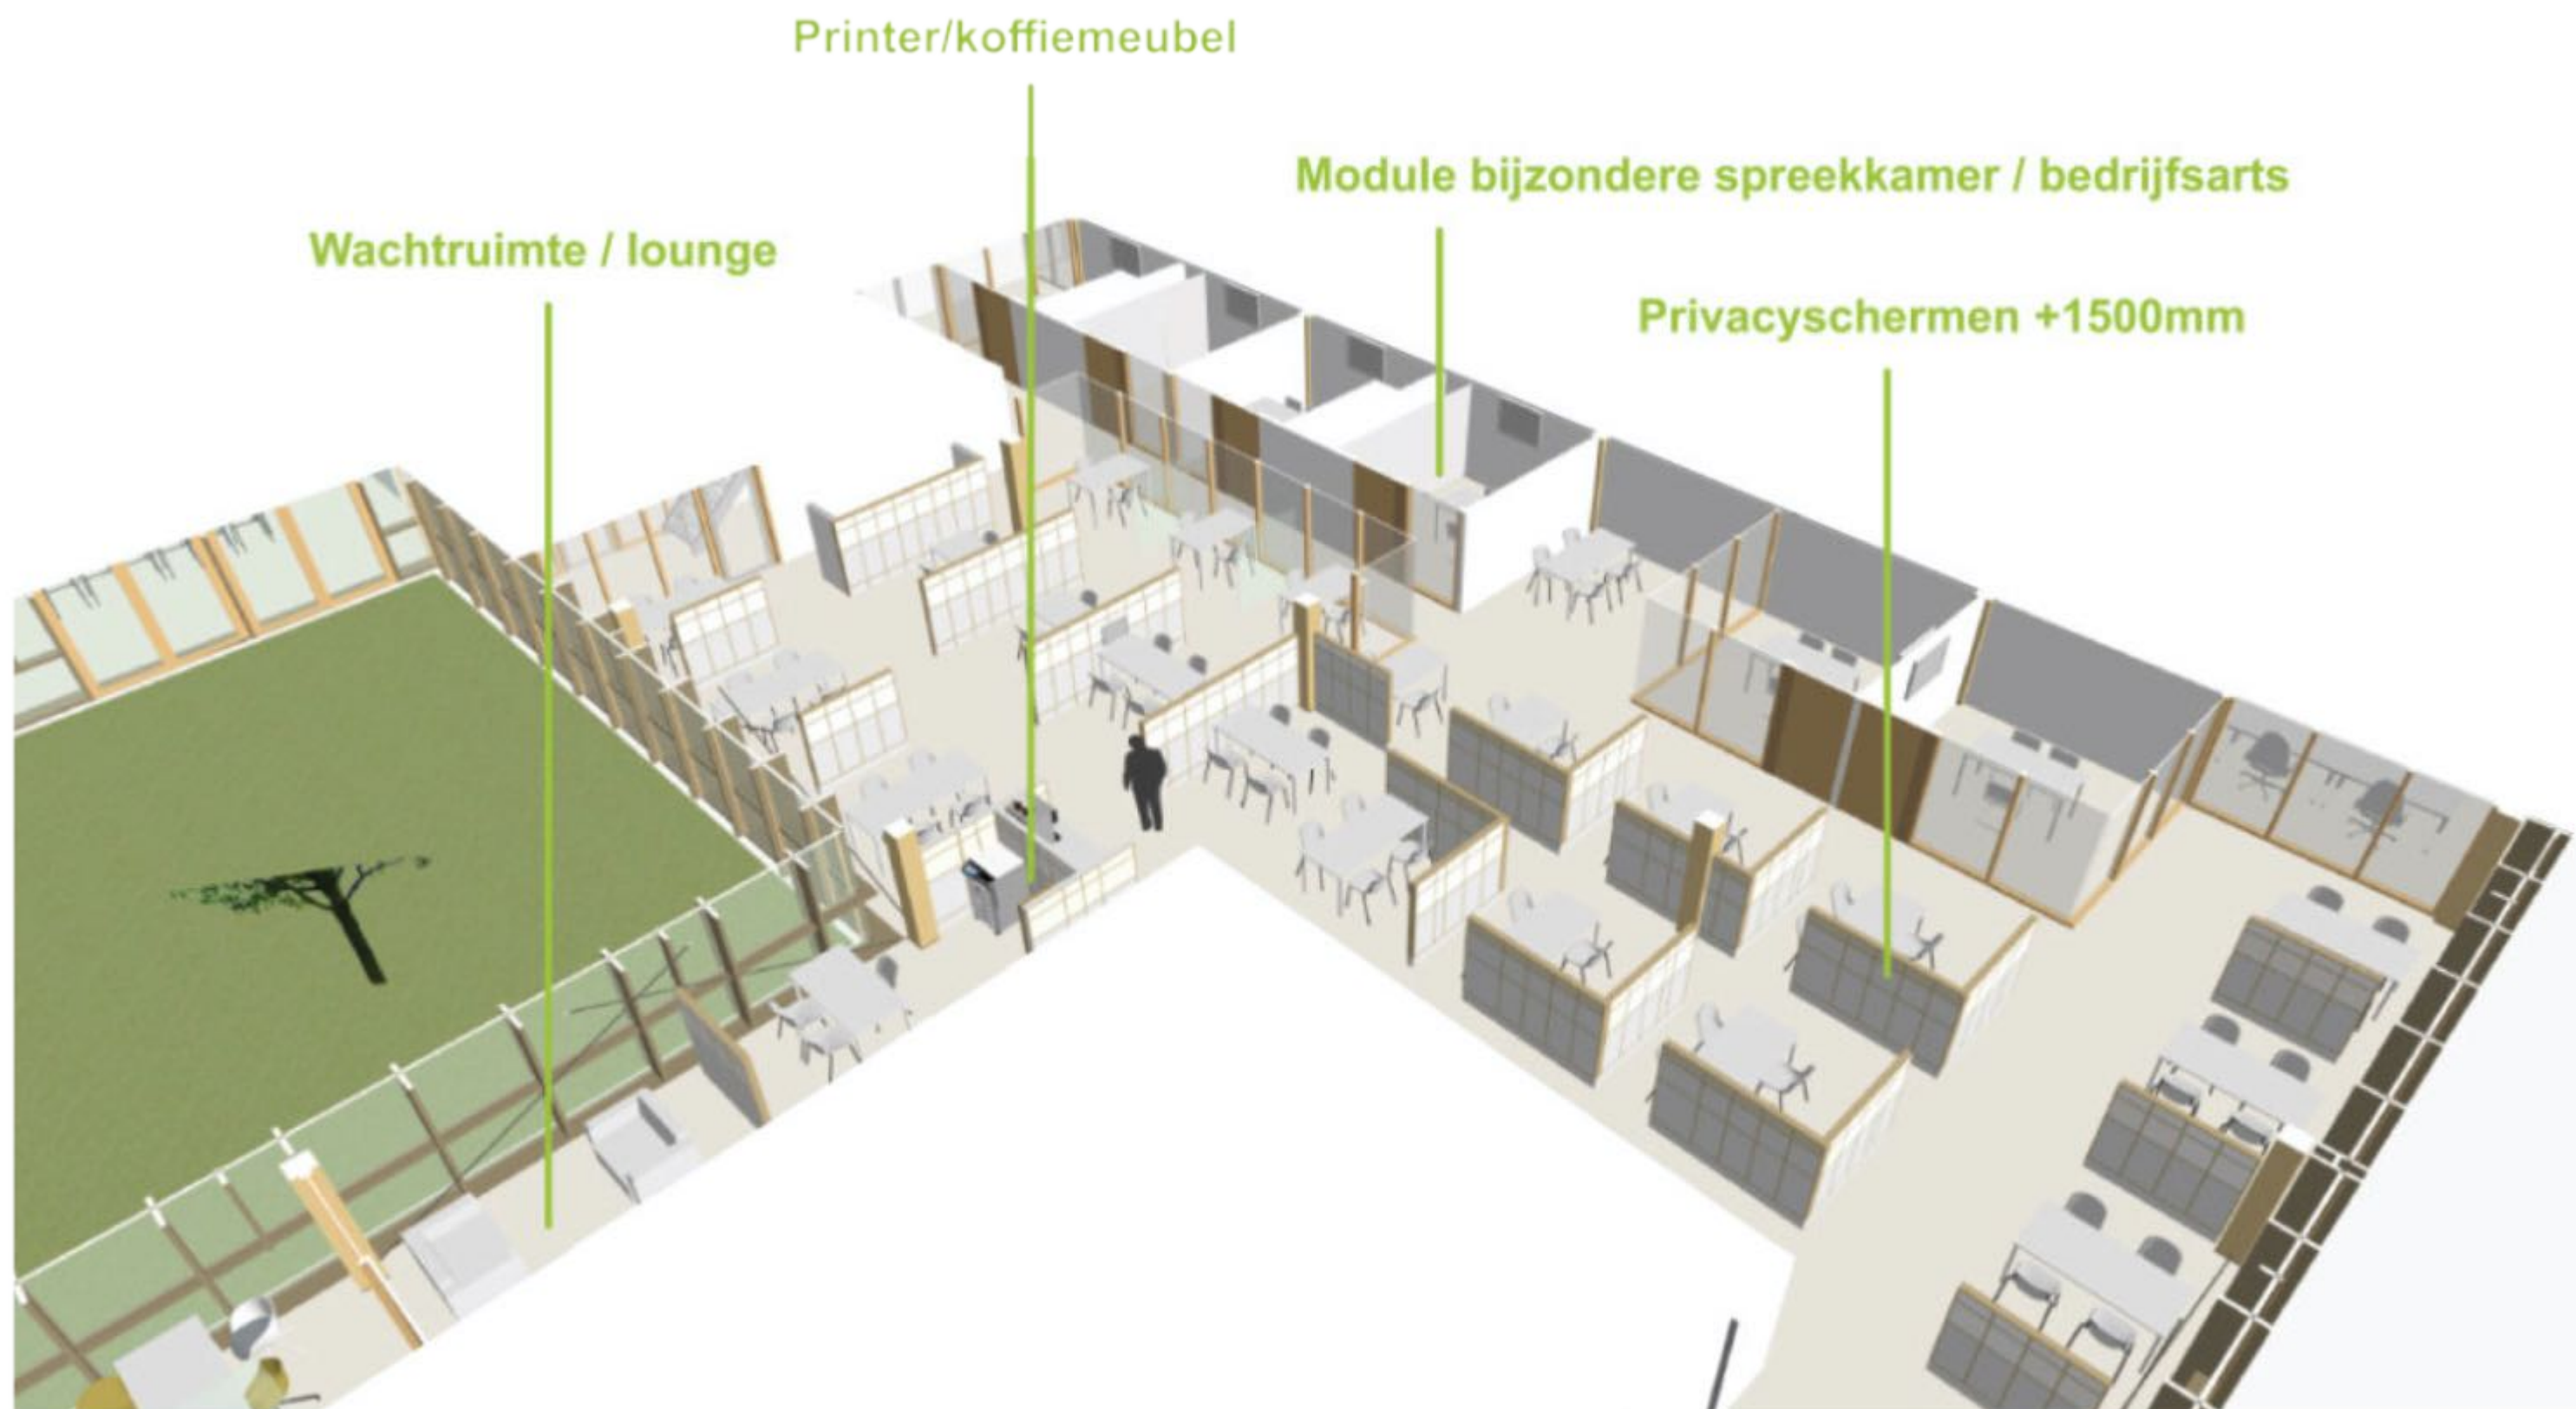 Printer/koffiemeubel
Module bijzondere spreekkamer / bedrijfsarts
Wachtruimte / lounge
Privacyschermen +1500mm